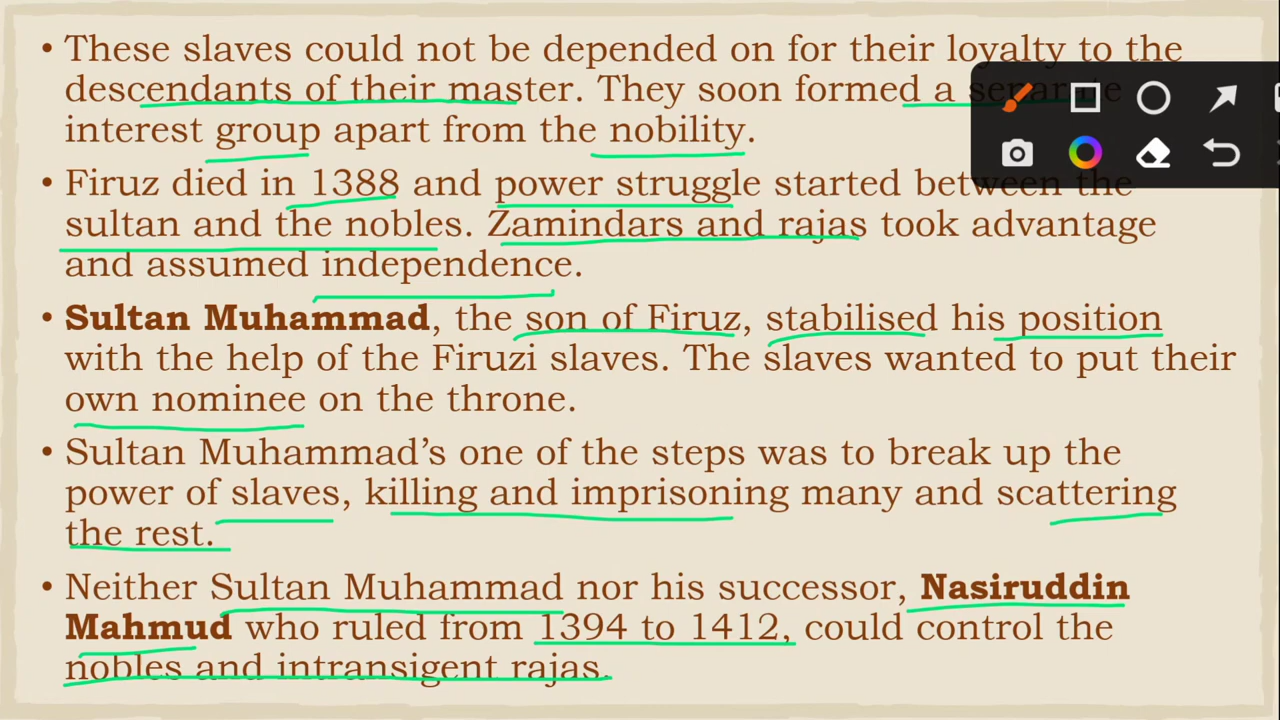 • These slaves could not be depended on for their loyalty to the
descendants of their master. They soon formed a separate
interest group apart from the nobility.
• Firuz died in 1388 and power struggle started between the
sultan and the nobles. Zamindars and rajas took advantage
and assumed independence.
• Sultan Muhammad, the son of Firuz, stabilised his position
with the help of the Firuzi slaves. The slaves wanted to put their
own nominee on the throne.
• Sultan Muhammad’s one of the steps was to break up the
power of slaves, killing and imprisoning many and scattering
the rest.
• Neither Sultan Muhammad nor his successor, Nasiruddin
Mahmud who ruled from 1394 to 1412, could control the
nobles and intransigent rajas.